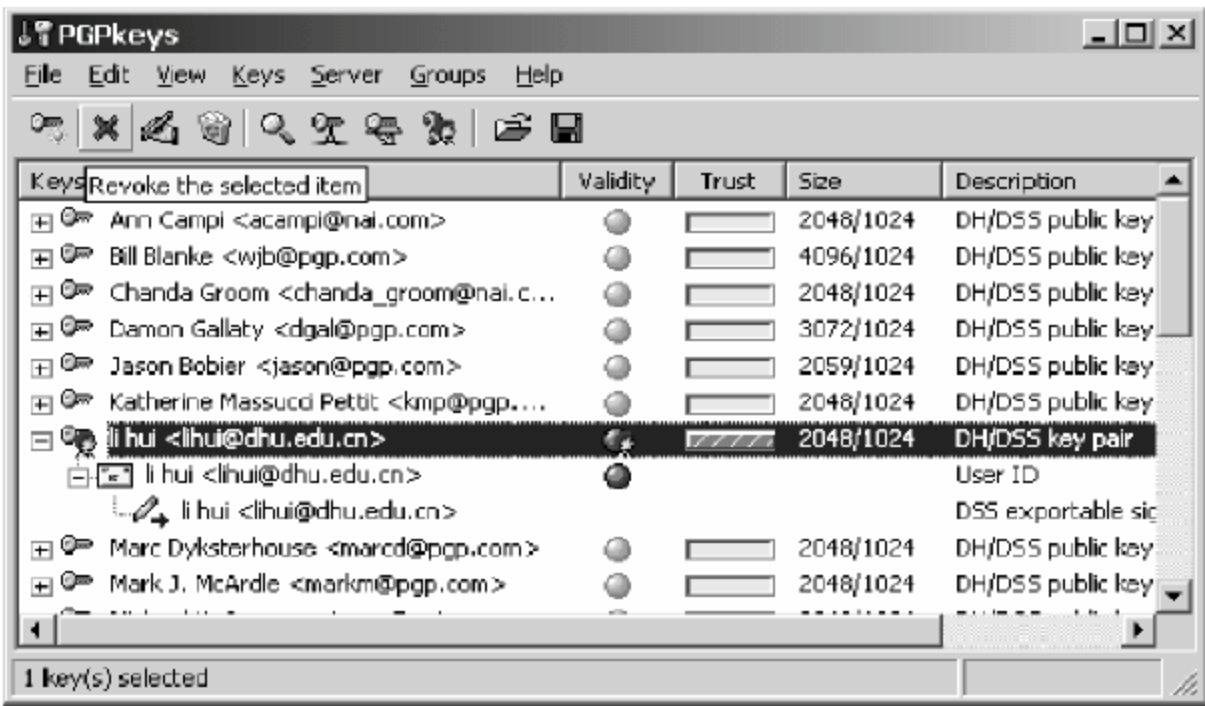 PGPkeys
File Edit View Keys Server Groups Help
Keys Revoke the selected item Validity Trust Size Description
Ann Campi <acampi@nai.com> 2048/1024 DH/DSS public key
Bill Blanke <wjb@pgp.com> 4096/1024 DH/DSS public key
Chanda Groom <chanda_groom@nai.c... 2048/1024 DH/DSS public key
Damon Gallaty <dgal@pgp.com> 3072/1024 DH/DSS public key
Jason Bobier <jason@pgp.com> 2059/1024 DH/DSS public key
Katherine Massucci Pettit <kmp@pgp.... 2048/1024 DH/DSS public key
li hui <lihui@dhu.edu.cn> 2048/1024 DH/DSS key pair
li hui <lihui@dhu.edu.cn> User ID
li hui <lihui@dhu.edu.cn> DSS exportable sig
Marc Dyksterhouse <marcd@pgp.com> 2048/1024 DH/DSS public key
Mark J. McArdle <markm@pgp.com> 2048/1024 DH/DSS public key
1 key(s) selected